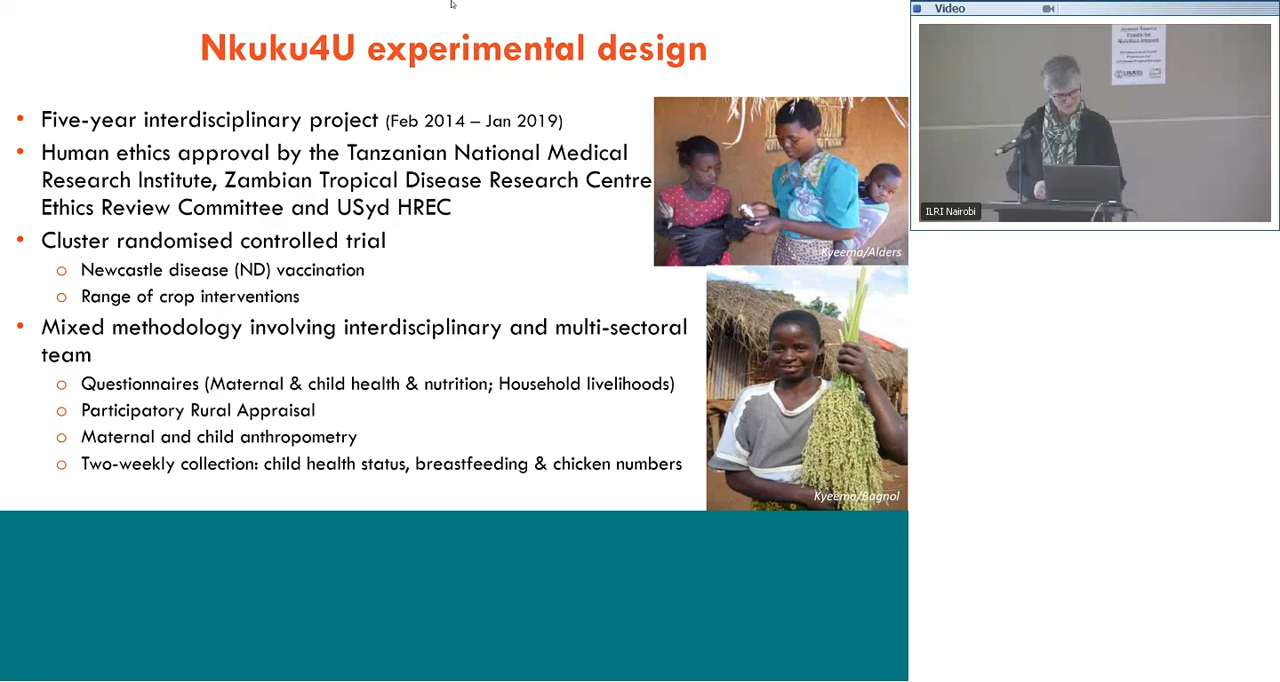 Nkuku4U experimental design
• Five-year interdisciplinary project (Feb 2014 – Jan 2019)
• Human ethics approval by the Tanzanian National Medical
Research Institute, Zambian Tropical Disease Research Centre
Ethics Review Committee and USyd HREC
• Cluster randomised controlled trial
o Newcastle disease (ND) vaccination
o Range of crop interventions
• Mixed methodology involving interdisciplinary and multi-sectoral
team
o Questionnaires (Maternal & child health & nutrition; Household livelihoods)
o Participatory Rural Appraisal
o Maternal and child anthropometry
o Two-weekly collection: child health status, breastfeeding & chicken numbers
Kyeema/Alders
Kyeema/Bagnol
Video
USAID
ILRI Nairobi